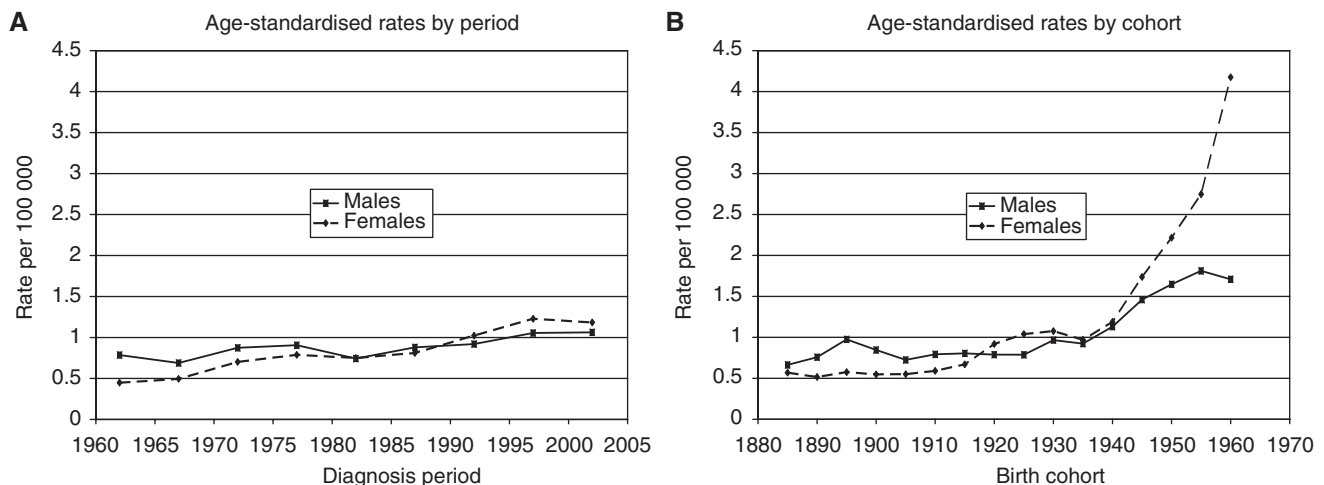 A
Age-standardised rates by period
4.5
4
3.5
3
2.5
2
1.5
1
0.5
0
Rate per 100 000
Males
Females
1960 1965 1970 1975 1980 1985 1990 1995 2000 2005
Diagnosis period
B
Age-standardised rates by cohort
4.5
4
3.5
3
2.5
2
1.5
1
0.5
0
Rate per 100 000
Males
Females
1880 1890 1900 1910 1920 1930 1940 1950 1960 1970
Birth cohort